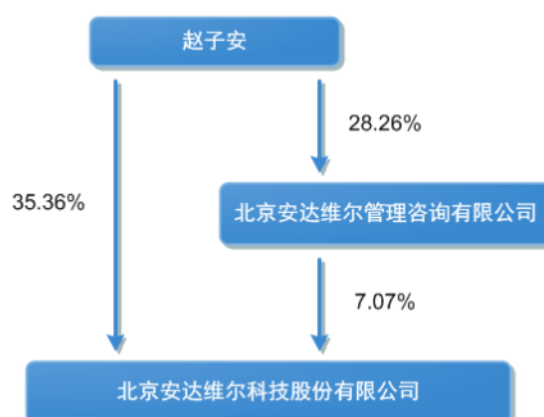 赵子安
28.26%
35.36%
北京安达维尔管理咨询有限公司
7.07%
北京安达维尔科技股份有限公司